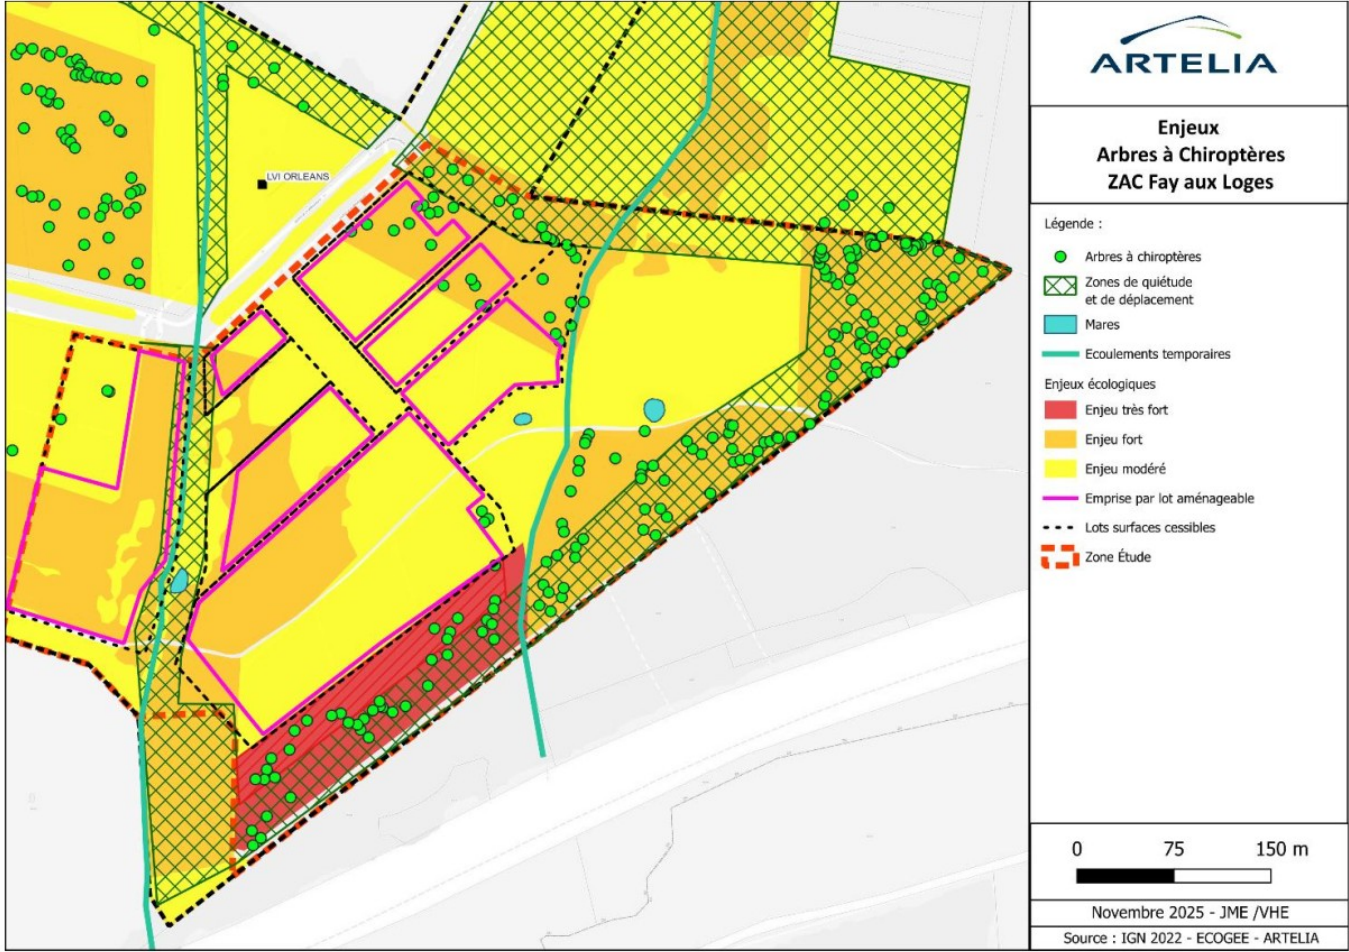 LVI ORLEANS
ARTELIA
Enjeux
Arbres à Chiroptères
ZAC Fay aux Loges
Légende :
Arbres à chiroptères
Zones de quiétude
et de déplacement
Mares
Ecoulements temporaires
Enjeux écologiques
Enjeu très fort
Enjeu fort
Enjeu modéré
Emprise par lot aménageable
Lots surfaces cessibles
Zone Étude
0 75 150 m
Novembre 2025 - JME /VHE
Source : IGN 2022 - ECOGEE - ARTELIA